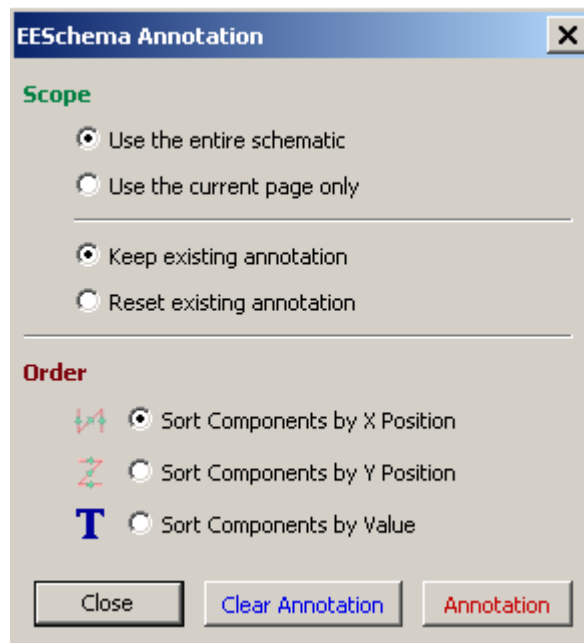 EESchema Annotation
Scope
Use the entire schematic
Use the current page only
Keep existing annotation
Reset existing annotation
Order
Sort Components by X Position
Sort Components by Y Position
T Sort Components by Value
Close Clear Annotation Annotation